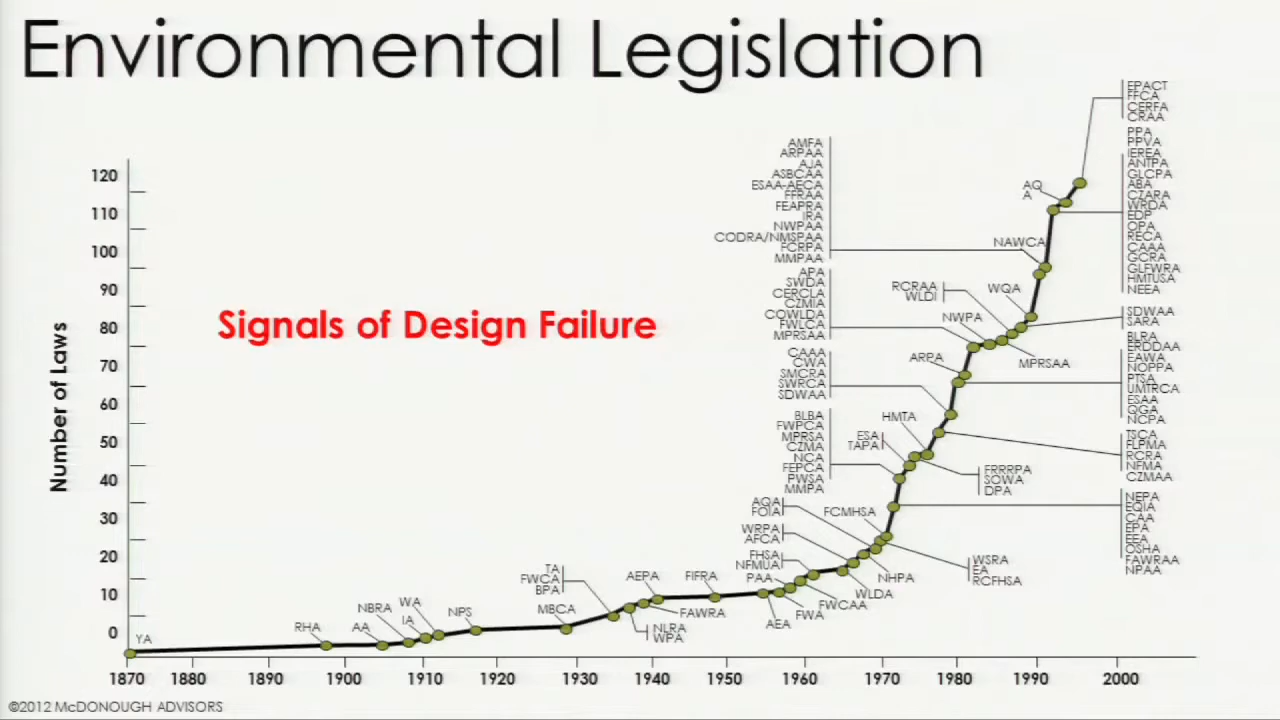 Environmental Legislation
Signals of Design Failure
Number of Laws
120
110
100
90
80
70
60
50
40
30
20
10
0
1870
1880
1890
1900
1910
1920
1930
1940
1950
1960
1970
1980
1990
2000
YA
RHA
AA
NBRA
IA
WA
NPS
MBCA
TA
FWCA
BPA
NLRA
WPA
AEPA
FAWRA
FIFRA
AEA
FWA
PAA
FWCAA
FHSA
NFMUA
WLDA
WRPA
AFCA
NHPA
AQA
FOIA
FCMHSA
WSRA
EA
RCFHSA
NEPA
EQIA
CAA
EPA
EEA
OSHA
FAWRAA
NPAA
BLBA
FWPCA
MPRSA
CZMA
NCA
FEPCA
PWSA
MMPA
ESA
TAPA
FRRRPA
SOWA
DPA
HMTA
TSCA
FLPMA
RCRA
NFMA
CZMAA
CAAA
CWA
SMCRA
SWRCA
SDWAA
BLRA
ERDDAA
EAWA
NOPPA
PTSA
UMTRCA
ESAA
QGA
NCPA
ARPA
APA
SWDA
CERCLA
CZMIA
COWLDA
FWLCA
MPRSAA
NWPA
MPRSAA
RCRAA
WLDI
SDWAA
SARA
WQA
AMFA
ARPAA
AJA
ASBCAA
ESAA-AECA
FFRAA
FEAPRA
IRA
NWPAA
CODRA/NMSPAA
FCRPA
MMPAA
NAWCA
PPA
PPVA
IEREA
ANTPA
GLCPA
ABA
CZARA
WRDA
EDP
OPA
RECA
CAAA
GCRA
GLFWRA
HMTUSA
NEEA
AQ
A
EPACT
FFCA
CERFA
CRAA
©2012 McDONOUGH ADVISORS